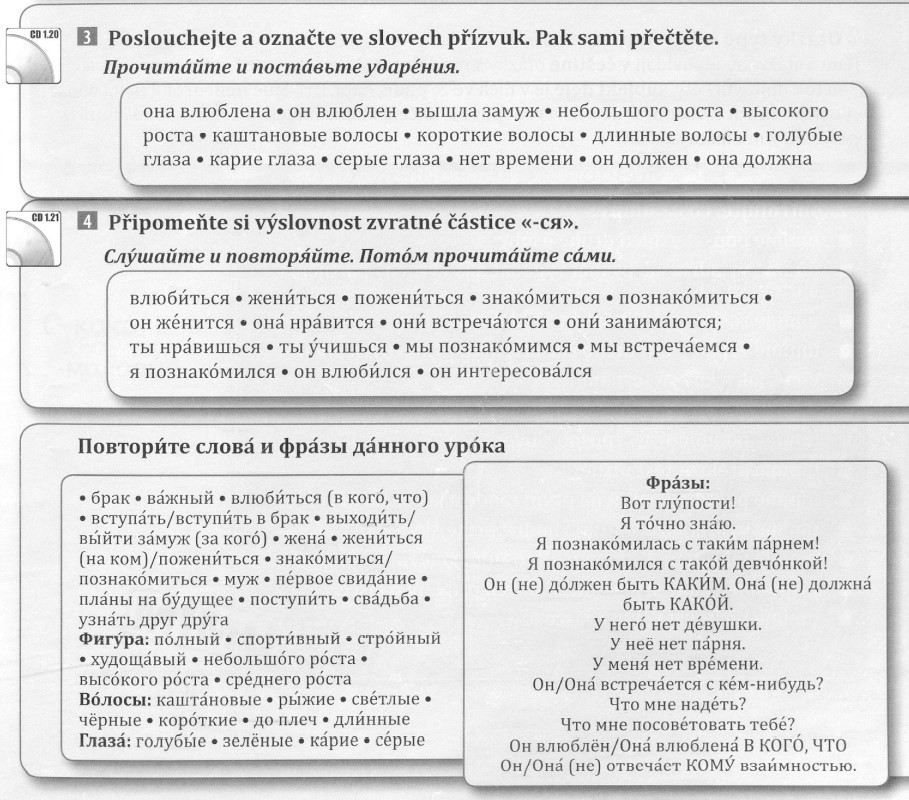 CD 1.20
3 Poslouchejte a označte ve slovech přízvuk. Pak sami přečtěte.
Прочита́йте и поста́вьте ударе́ния.
она влюблена • он влюблен • вышла замуж • небольшого роста • высокого
роста • каштановые волосы • короткие волосы • длинные волосы • голубые
глаза • карие глаза • серые глаза • нет времени • он должен • она должна
CD 1.21
4 Připomeňte si výslovnost zvratné částice «-ся».
Слу́шайте и повторя́йте. Пото́м прочита́йте са́ми.
влюби́ться • жени́ться • пожени́ться • знако́миться • познако́миться •
он же́нится • она́ нра́вится • они́ встреча́ются • они́ занима́ются;
ты нра́вишься • ты у́чишься • мы познако́мимся • мы встреча́емся •
я познако́мился • он влюби́лся • он интересова́лся
Повтори́те слова́ и фра́зы да́нного уро́ка
• брак • ва́жный • влюби́ться (в кого́, что)
• вступа́ть/вступи́ть в брак • выходи́ть/
вы́йти за́муж (за кого́) • жена́ • жени́ться
(на ком)/пожени́ться • знако́миться/
познако́миться • муж • пе́рвое свида́ние •
пла́ны на бу́дущее • поступи́ть • сва́дьба •
узна́ть друг дру́га
Фигу́ра: по́лный • спорти́вный • стро́йный
• худоща́вый • небольшо́го ро́ста •
высо́кого ро́ста • сре́днего ро́ста
Во́лосы: кашта́новые • ры́жие • све́тлые •
чёрные • коро́ткие • до плеч • дли́нные
Глаза́: голубы́е • зелёные • ка́рие • се́рые
Фра́зы:
Вот глу́пости!
Я то́чно зна́ю.
Я познако́милась с таки́м па́рнем!
Я познако́мился с тако́й девчо́нкой!
Он (не) до́лжен быть КАКИ́М. Она́ (не) должна́
быть КАКО́Й.
У него́ нет де́вушки.
У неё нет па́рня.
У меня́ нет вре́мени.
Он/Она́ встреча́ется с ке́м-нибудь?
Что мне наде́ть?
Что мне посове́товать тебе́?
Он влюблён/Она́ влюблена́ В КОГО́, ЧТО
Он/Она́ (не) отвеча́ет КОМУ́ взаи́мностью.